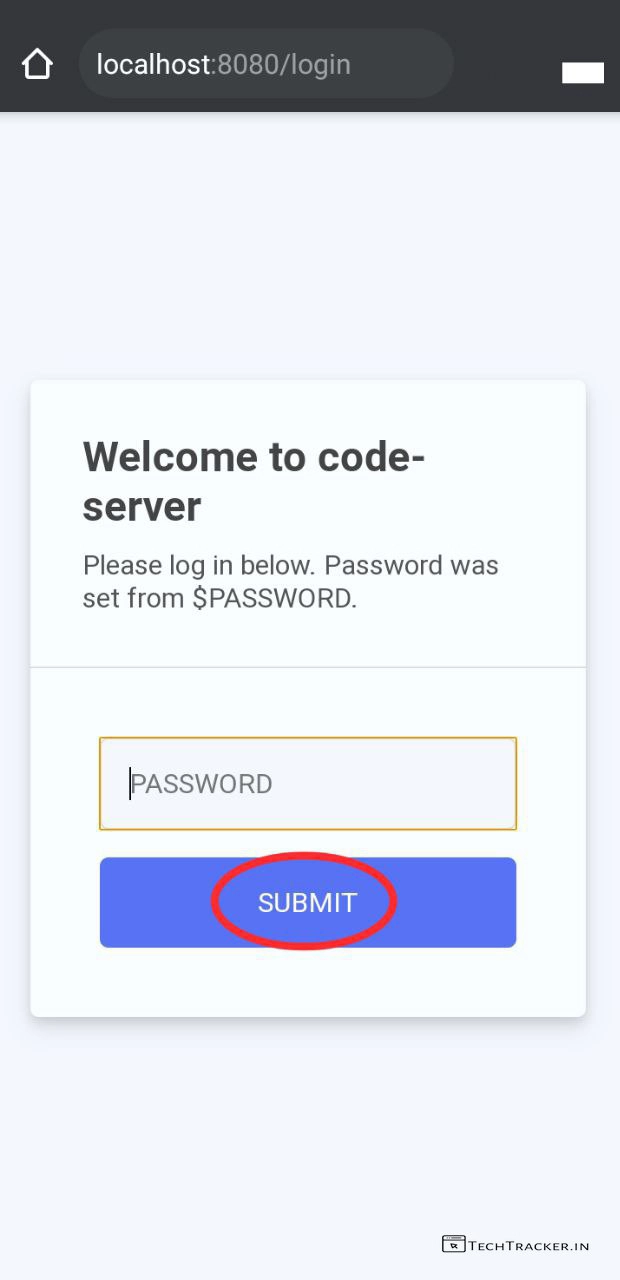 localhost:8080/login
Welcome to code-
server
Please log in below. Password was
set from $PASSWORD.
PASSWORD
SUBMIT
TECHTRACKER.IN